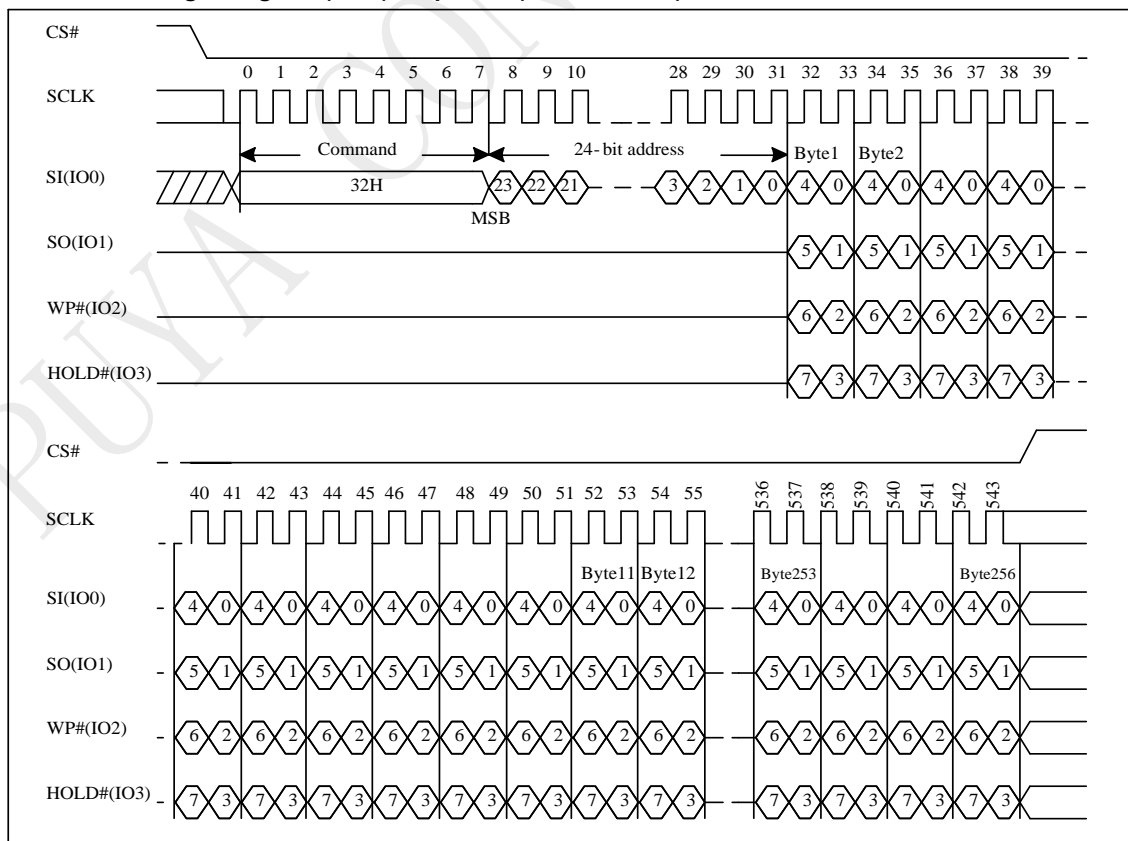 CS#
0 1 2 3 4 5 6 7 8 9 10 28 29 30 31 32 33 34 35 36 37 38 39
SCLK
Command 24-bit address Byte1 Byte2
SI(IO0) 32H 23 22 21 3 2 1 0 4 0 4 0 4 0 4 0
MSB
SO(IO1) 5 1 5 1 5 1 5 1
WP#(IO2) 6 2 6 2 6 2 6 2
HOLD#(IO3) 7 3 7 3 7 3 7 3
CS#
40 41 42 43 44 45 46 47 48 49 50 51 52 53 54 55 536 537 538 539 540 541 542 543
SCLK
Byte11 Byte12 Byte253 Byte256
SI(IO0) 4 0 4 0 4 0 4 0 4 0 4 0 4 0 4 0 4 0 4 0 4 0 4 0
SO(IO1) 5 1 5 1 5 1 5 1 5 1 5 1 5 1 5 1 5 1 5 1 5 1 5 1
WP#(IO2) 6 2 6 2 6 2 6 2 6 2 6 2 6 2 6 2 6 2 6 2 6 2 6 2
HOLD#(IO3) 7 3 7 3 7 3 7 3 7 3 7 3 7 3 7 3 7 3 7 3 7 3 7 3
PUYA